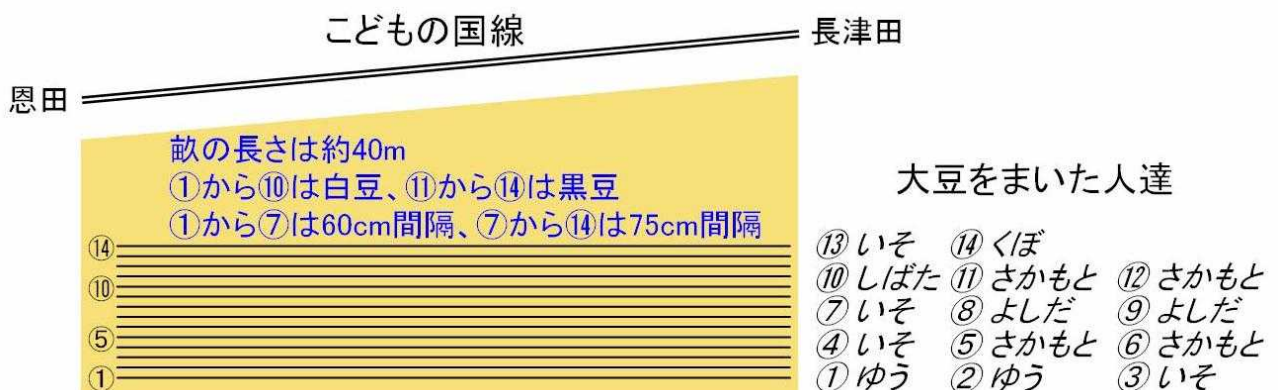 こどもの国線
長津田
恩田
畝の長さは約40m
①から⑩は白豆、⑪から⑭は黒豆
①から⑦は60cm間隔、⑦から⑭は75cm間隔
⑭
⑩
⑤
①
大豆をまいた人達
⑬いそ ⑭くぼ
⑩しばた ⑪さかもと ⑫さかもと
⑦いそ ⑧よしだ ⑨よしだ
④いそ ⑤さかもと ⑥さかもと
①ゆう ②ゆう ③いそ